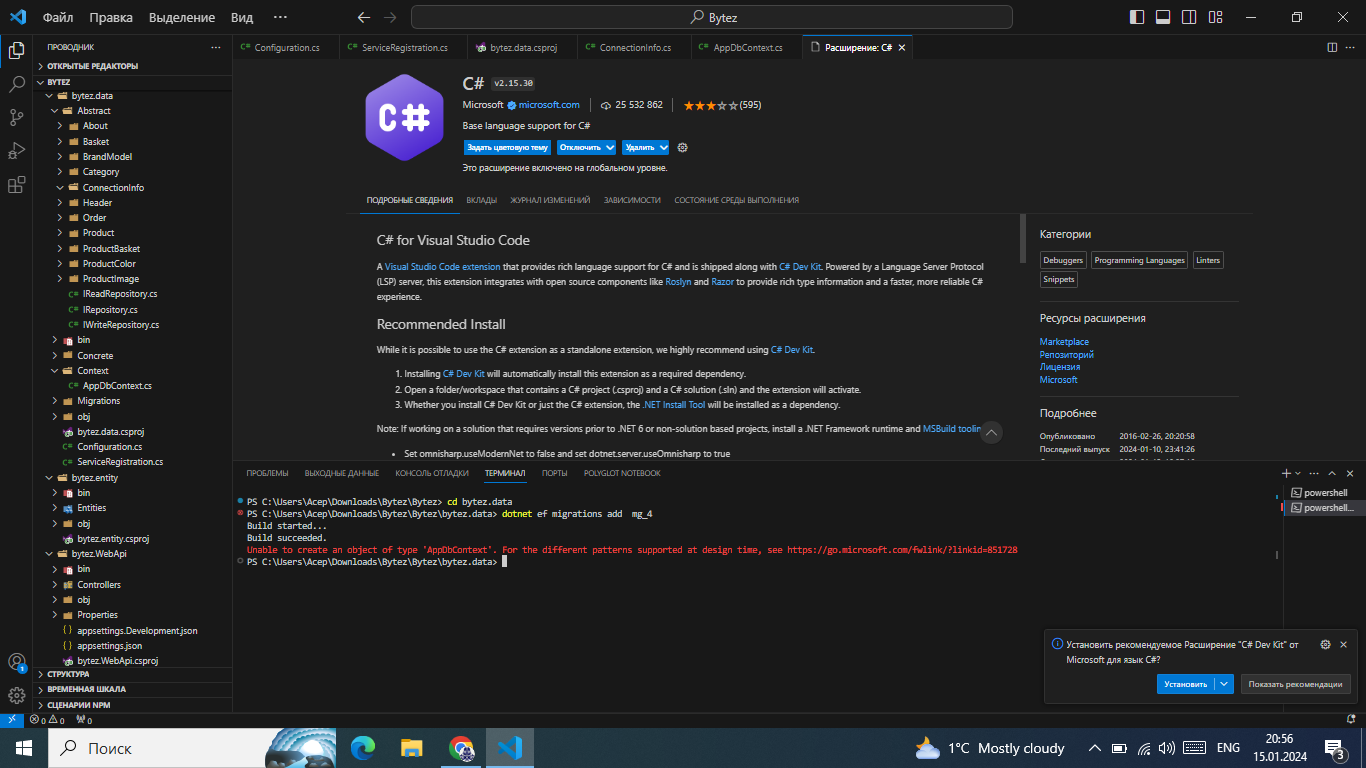 Файл Правка Выделение Вид ···
Bytez
ПРОВОДНИК ···
ОТКРЫТЫЕ РЕДАКТОРЫ
BYTEZ
bytez.data
Abstract
About
Basket
BrandModel
Category
ConnectionInfo
Header
Order
Product
ProductBasket
ProductColor
ProductImage
C# IReadRepository.cs
C# IRepository.cs
C# IWriteRepository.cs
bin
Concrete
Context
C# AppDbContext.cs
Migrations
obj
bytez.data.csproj
C# Configuration.cs
C# ServiceRegistration.cs
bytez.entity
bin
Entities
obj
bytez.entity.csproj
bytez.WebApi
bin
Controllers
obj
Properties
{} appsettings.Development.json
{} appsettings.json
bytez.WebApi.csproj
СТРУКТУРА
ВРЕМЕННАЯ ШКАЛА
СЦЕНАРИИ NPM
C# Configuration.cs C# ServiceRegistration.cs bytez.data.csproj C# ConnectionInfo.cs C# AppDbContext.cs Расширение: C# ···
C#
C# v2.15.30
Microsoft microsoft.com 25 532 862 ★★★☆☆(595)
Base language support for C#
Задать цветовую тему Отключить Удалить
Это расширение включено на глобальном уровне.
ПОДРОБНЫЕ СВЕДЕНИЯ ВКЛАДЫ ЖУРНАЛ ИЗМЕНЕНИЙ ЗАВИСИМОСТИ СОСТОЯНИЕ СРЕДЫ ВЫПОЛНЕНИЯ
C# for Visual Studio Code
A Visual Studio Code extension that provides rich language support for C# and is shipped along with C# Dev Kit. Powered by a Language Server Protocol
(LSP) server, this extension integrates with open source components like Roslyn and Razor to provide rich type information and a faster, more reliable C#
experience.
Recommended Install
While it is possible to use the C# extension as a standalone extension, we highly recommend using C# Dev Kit.
1. Installing C# Dev Kit will automatically install this extension as a required dependency.
2. Open a folder/workspace that contains a C# project (.csproj) and a C# solution (.sln) and the extension will activate.
3. Whether you install C# Dev Kit or just the C# extension, the .NET Install Tool will be installed as a dependency.
Note: If working on a solution that requires versions prior to .NET 6 or non-solution based projects, install a .NET Framework runtime and MSBuild tooling
• Set omnisharp.useModernNet to false and set dotnet.server.useOmnisharp to true
Категории
Debuggers Programming Languages Linters
Snippets
Ресурсы расширения
Marketplace
Репозиторий
Лицензия
Microsoft
Подробнее
Опубликовано 2016-02-26, 20:20:58
Последний выпуск 2024-01-10, 23:41:26
ПРОБЛЕМЫ ВЫХОДНЫЕ ДАННЫЕ КОНСОЛЬ ОТЛАДКИ ТЕРМИНАЛ ПОРТЫ POLYGLOT NOTEBOOK
PS C:\Users\Acep\Downloads\Bytez\Bytez> cd bytez.data
PS C:\Users\Acep\Downloads\Bytez\Bytez\bytez.data> dotnet ef migrations add  mg_4
Build started...
Build succeeded.
Unable to create an object of type 'AppDbContext'. For the different patterns supported at design time, see https://go.microsoft.com/fwlink/?linkid=851728
PS C:\Users\Acep\Downloads\Bytez\Bytez\bytez.data>
powershell
powershell...
Установить рекомендуемое Расширение "C# Dev Kit" от
Microsoft для язык C#?
Установить Показать рекомендации
1
0 0 0
Поиск
1°C Mostly cloudy
ENG
20:56
15.01.2024
3